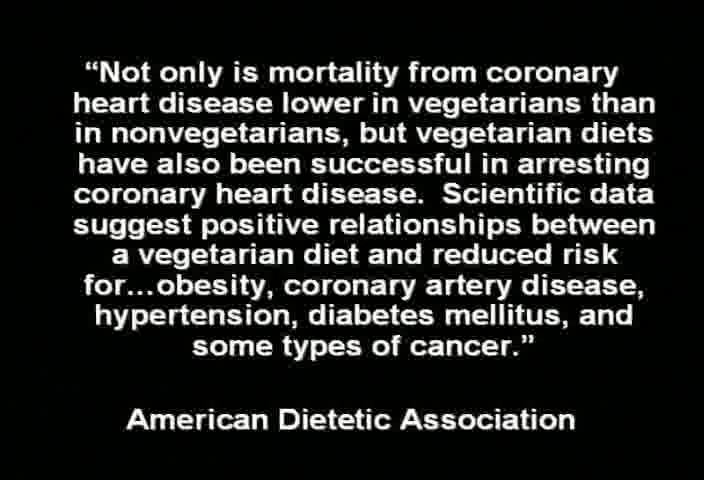 “Not only is mortality from coronary
heart disease lower in vegetarians than
in nonvegetarians, but vegetarian diets
have also been successful in arresting
coronary heart disease.  Scientific data
suggest positive relationships between
a vegetarian diet and reduced risk
for...obesity, coronary artery disease,
hypertension, diabetes mellitus, and
some types of cancer.”
American Dietetic Association